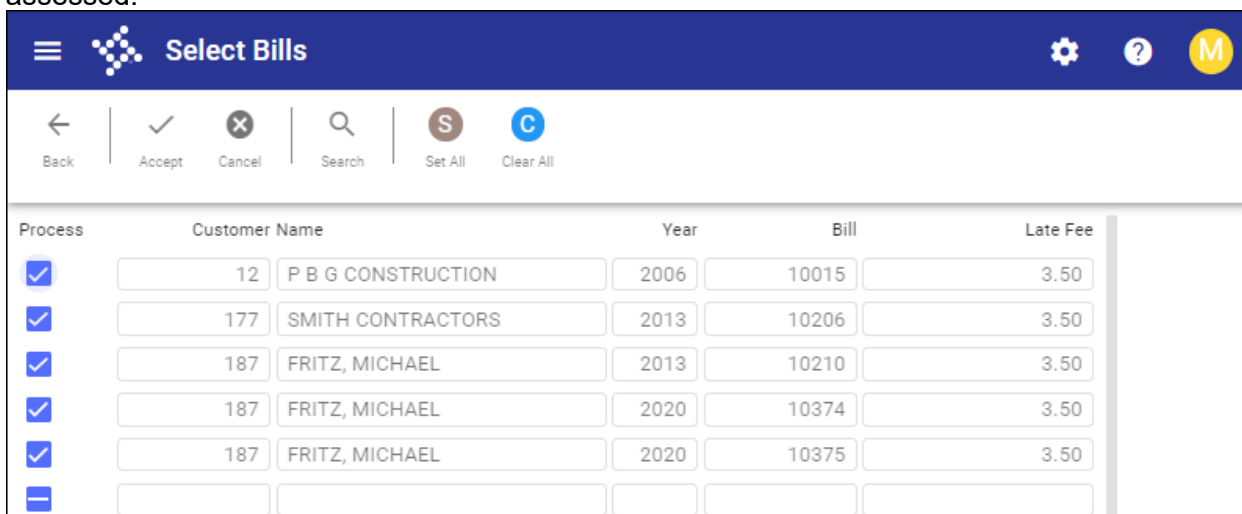 assessed.
Select Bills
M
S C
Back Accept Cancel Search Set All Clear All
Process Customer Name Year Bill Late Fee
12 P B G CONSTRUCTION 2006 10015 3.50
177 SMITH CONTRACTORS 2013 10206 3.50
187 FRITZ, MICHAEL 2013 10210 3.50
187 FRITZ, MICHAEL 2020 10374 3.50
187 FRITZ, MICHAEL 2020 10375 3.50